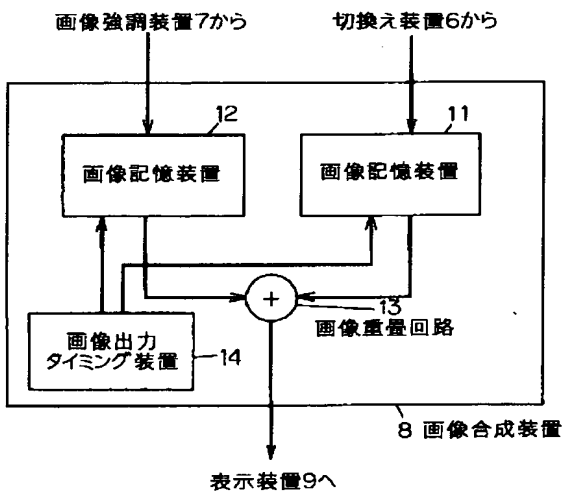 画像強調装置7から
切換え装置6から
12
11
画像記憶装置
画像記憶装置
+
13
画像重畳回路
画像出力
タイミング装置
14
8 画像合成装置
表示装置9へ